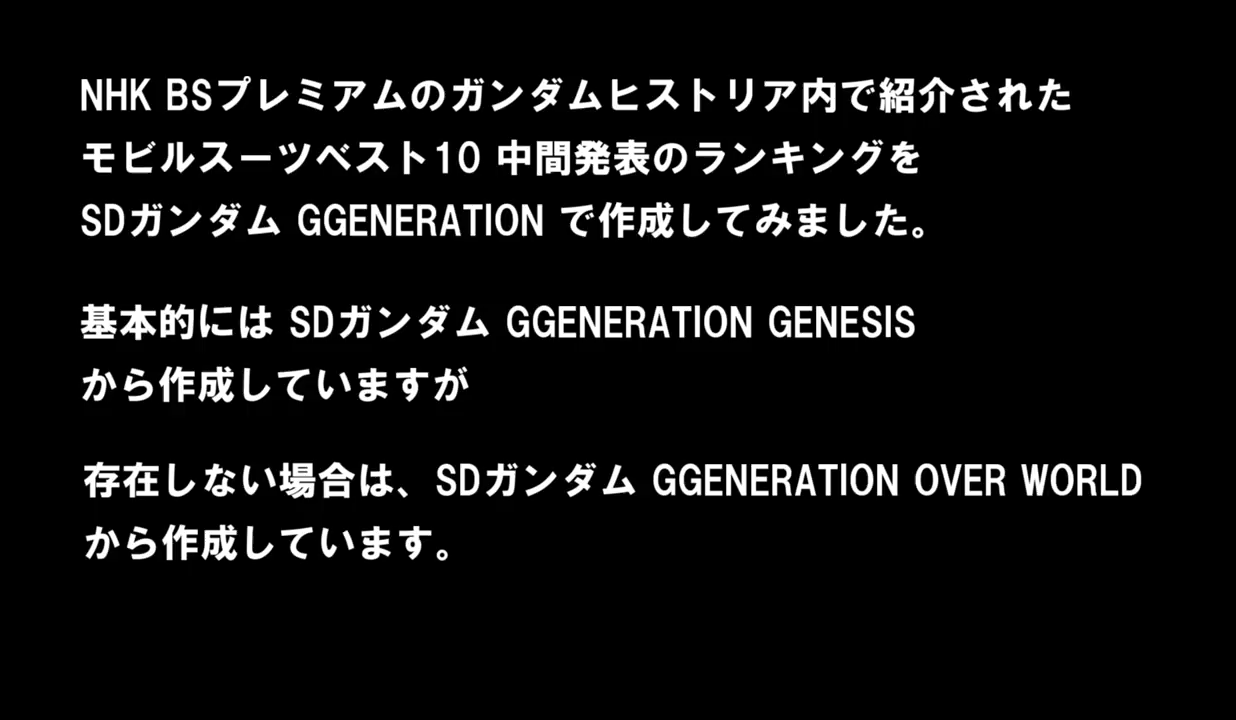 NHK BSプレミアムのガンダムヒストリア内で紹介された
モビルスーツベスト10 中間発表のランキングを
SDガンダム GGENERATION で作成してみました。
基本的には SDガンダム GGENERATION GENESIS
から作成していますが
存在しない場合は、SDガンダム GGENERATION OVER WORLD
から作成しています。